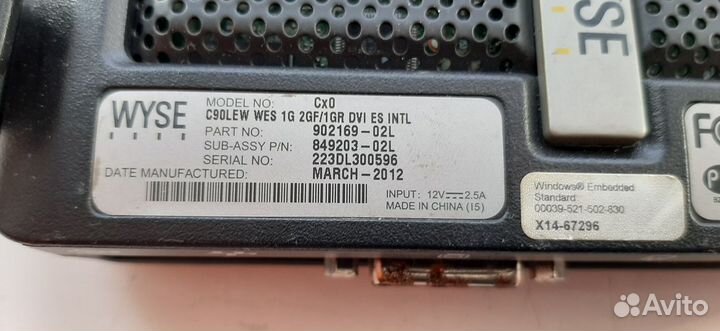 WYSE
MODEL NO: Cx0
C90LEW WES 1G 2GF/1GR DVI ES INTL
PART NO: 902169-02L
SUB-ASSY P/N: 849203-02L
SERIAL NO: 223DL300596
DATE MANUFACTURED: MARCH-2012
INPUT: 12V⎓2.5A
MADE IN CHINA (I5)
Windows® Embedded
Standard
00039-521-502-830
X14-67296
Avito